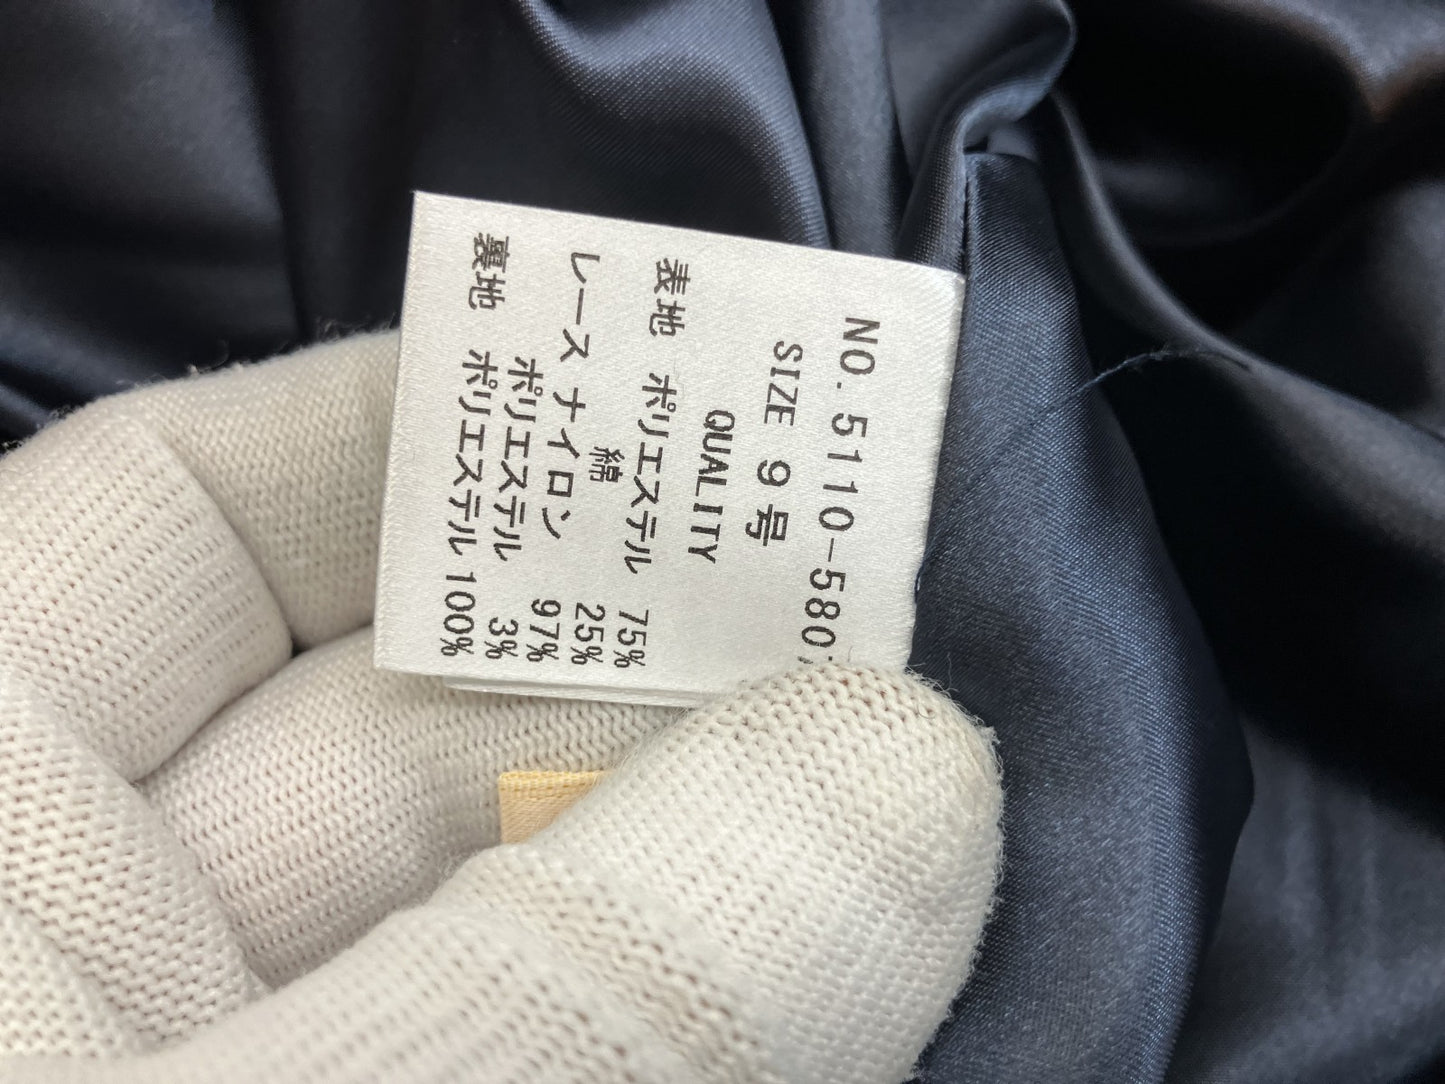 NO. 5110-580
SIZE 9号
QUALITY
表地 ポリエステル 75%
綿 25%
レース ナイロン 97%
ポリエステル 3%
裏地 ポリエステル 100%